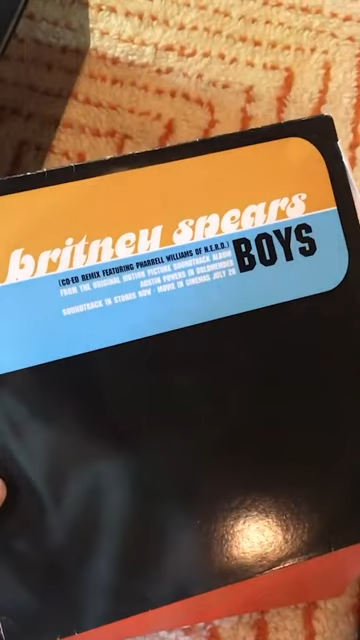 britney spears
BOYS
(CO-ED REMIX FEATURING PHARRELL WILLIAMS OF N.E.R.D.)
FROM THE ORIGINAL MOTION PICTURE SOUNDTRACK ALBUM
AUSTIN POWERS IN GOLDMEMBER
SOUNDTRACK IN STORES NOW - MOVIE IN CINEMAS JULY 26